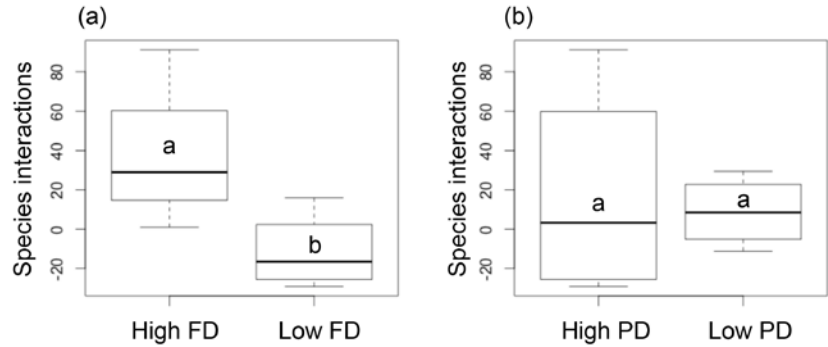 (a)
Species interactions
80
60
40
20
0
-20
a
b
High FD
Low FD
(b)
Species interactions
80
60
40
20
0
-20
a
a
High PD
Low PD